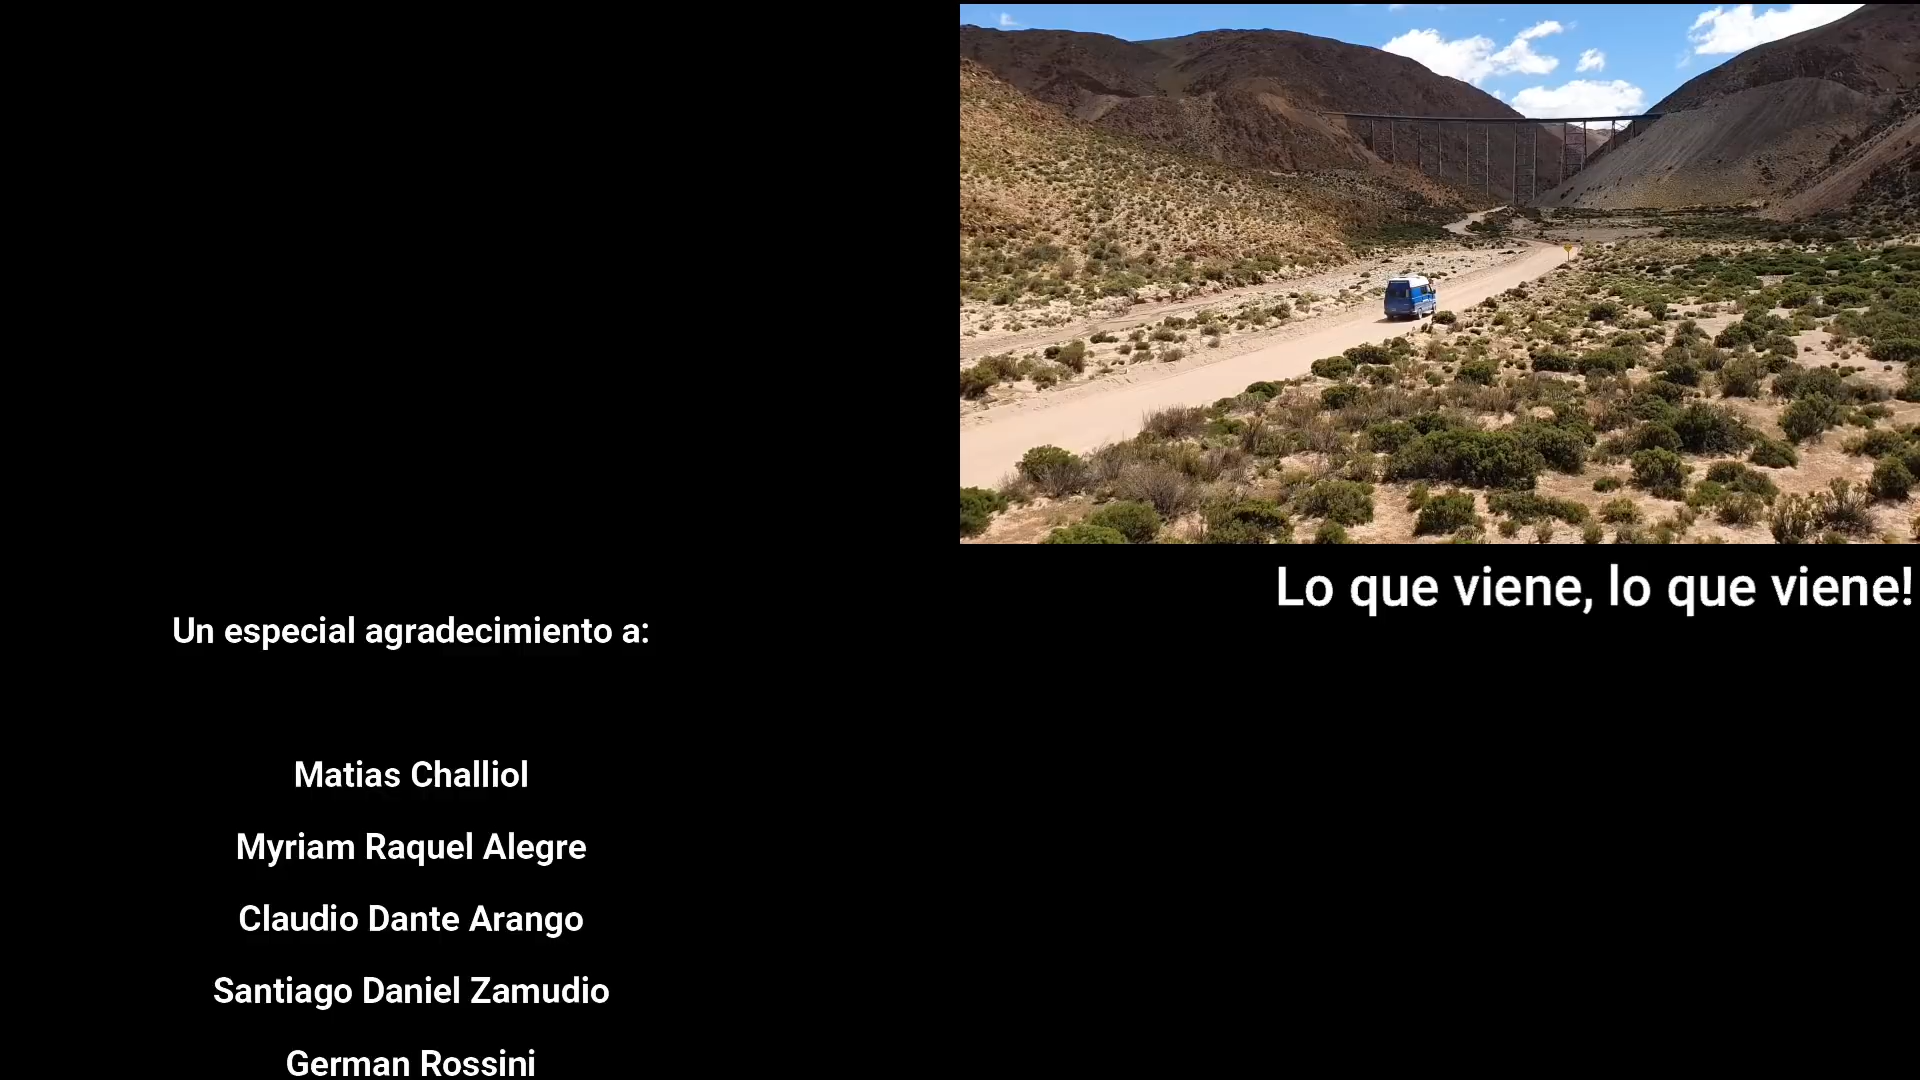 Lo que viene, lo que viene!
Un especial agradecimiento a:
Matias Challiol
Myriam Raquel Alegre
Claudio Dante Arango
Santiago Daniel Zamudio
German Rossini